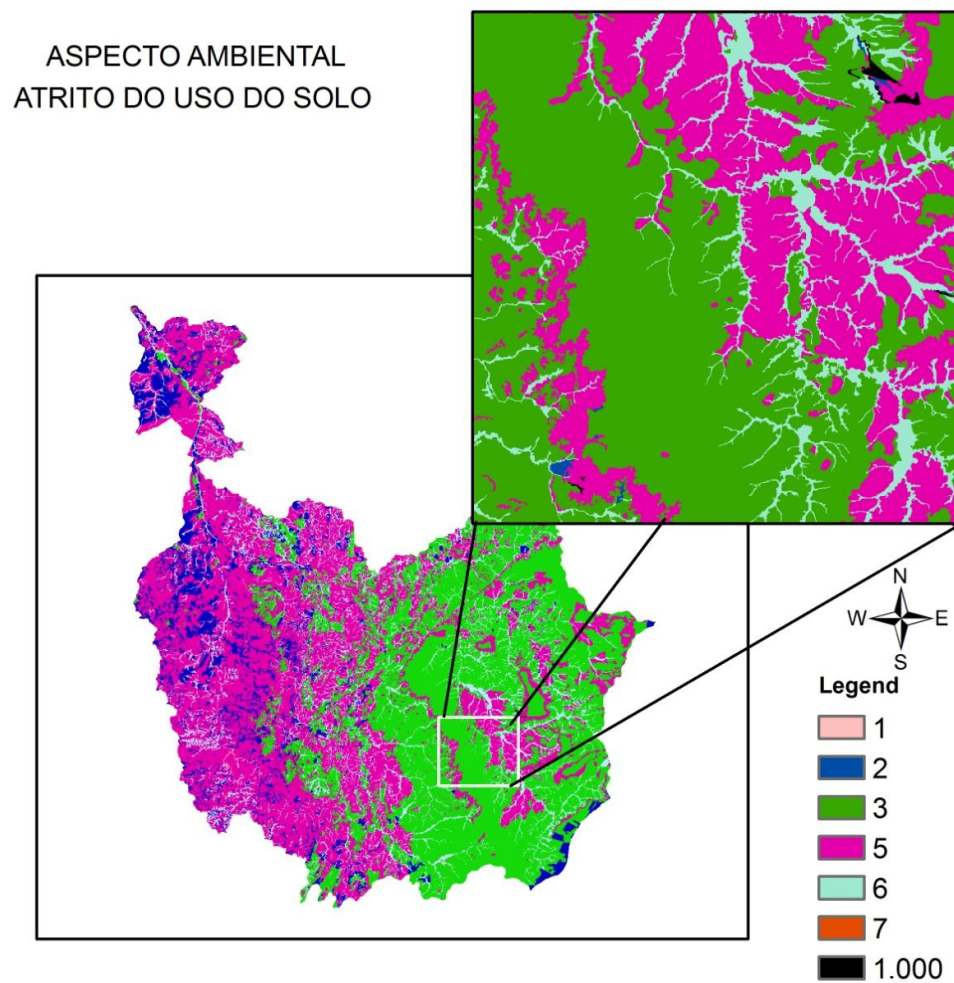 ASPECTO AMBIENTAL
ATRITO DO USO DO SOLO
N
W E
S
Legend
1
2
3
5
6
7
1.000